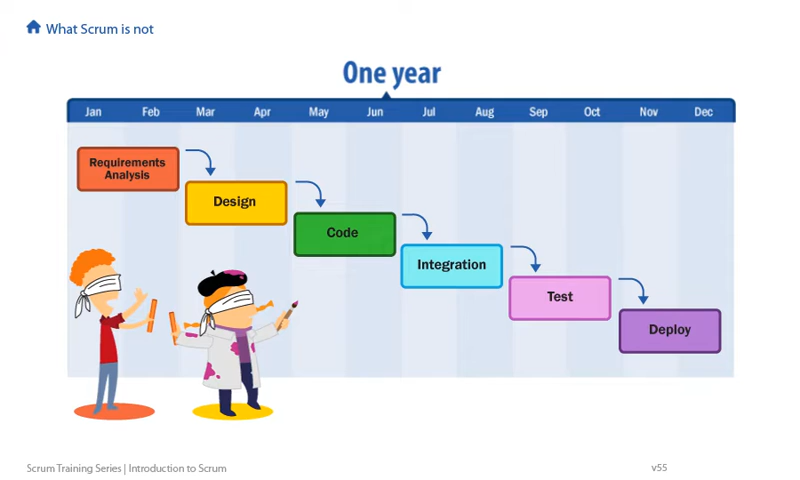 What Scrum is not
One year
Jan Feb Mar Apr May Jun Jul Aug Sep Oct Nov Dec
Requirements
Analysis
Design
Code
Integration
Test
Deploy
Scrum Training Series | Introduction to Scrum
v55